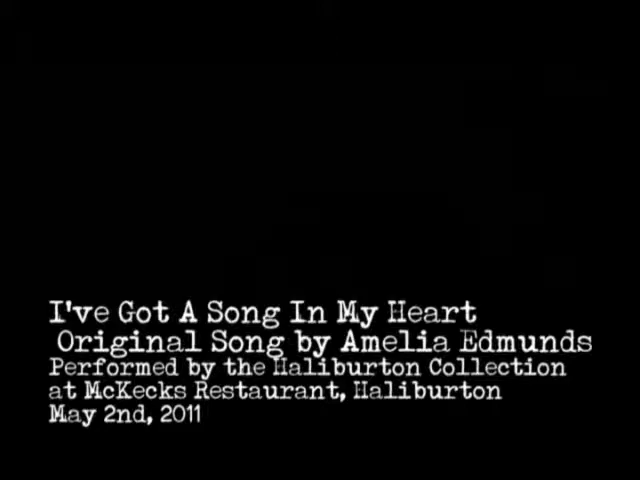 I've Got A Song In My Heart
Original Song by Amelia Edmunds
Performed by the Haliburton Collection
at McKecks Restaurant, Haliburton
May 2nd, 2011